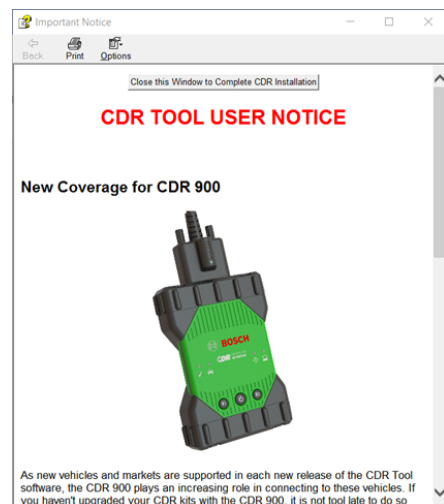 Important Notice
Back Print Options
Close this Window to Complete CDR Installation
CDR TOOL USER NOTICE
New Coverage for CDR 900
BOSCH
CDR
As new vehicles and markets are supported in each new release of the CDR Tool
software, the CDR 900 plays an increasing role in connecting to these vehicles. If
you haven't upgraded your CDR kits with the CDR 900, it is not tool late to do so